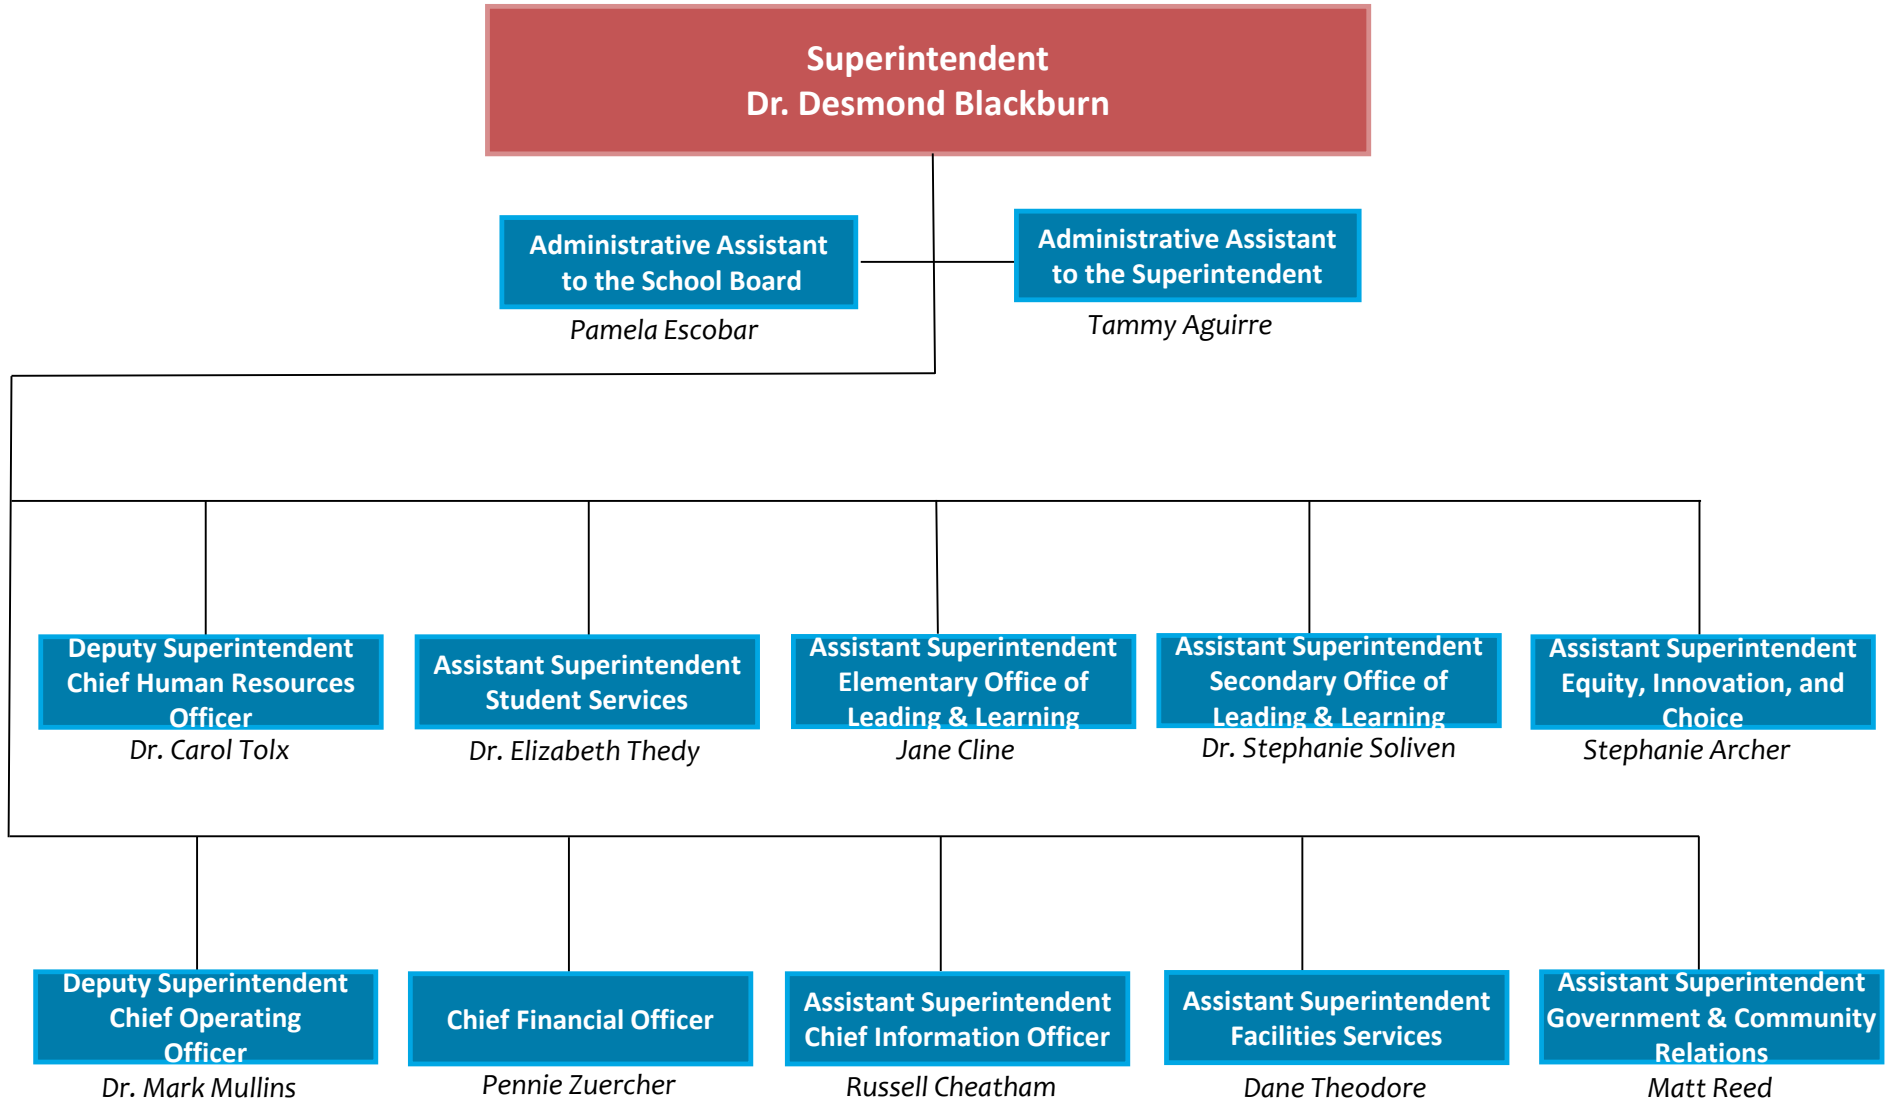 Superintendent
Dr. Desmond Blackburn
Administrative Assistant
to the School Board
Pamela Escobar
Administrative Assistant
to the Superintendent
Tammy Aguirre
Deputy Superintendent
Chief Human Resources
Officer
Dr. Carol Tolx
Assistant Superintendent
Student Services
Dr. Elizabeth Thedy
Assistant Superintendent
Elementary Office of
Leading & Learning
Jane Cline
Assistant Superintendent
Secondary Office of
Leading & Learning
Dr. Stephanie Soliven
Assistant Superintendent
Equity, Innovation, and
Choice
Stephanie Archer
Deputy Superintendent
Chief Operating
Officer
Dr. Mark Mullins
Chief Financial Officer
Pennie Zuercher
Assistant Superintendent
Chief Information Officer
Russell Cheatham
Assistant Superintendent
Facilities Services
Dane Theodore
Assistant Superintendent
Government & Community
Relations
Matt Reed